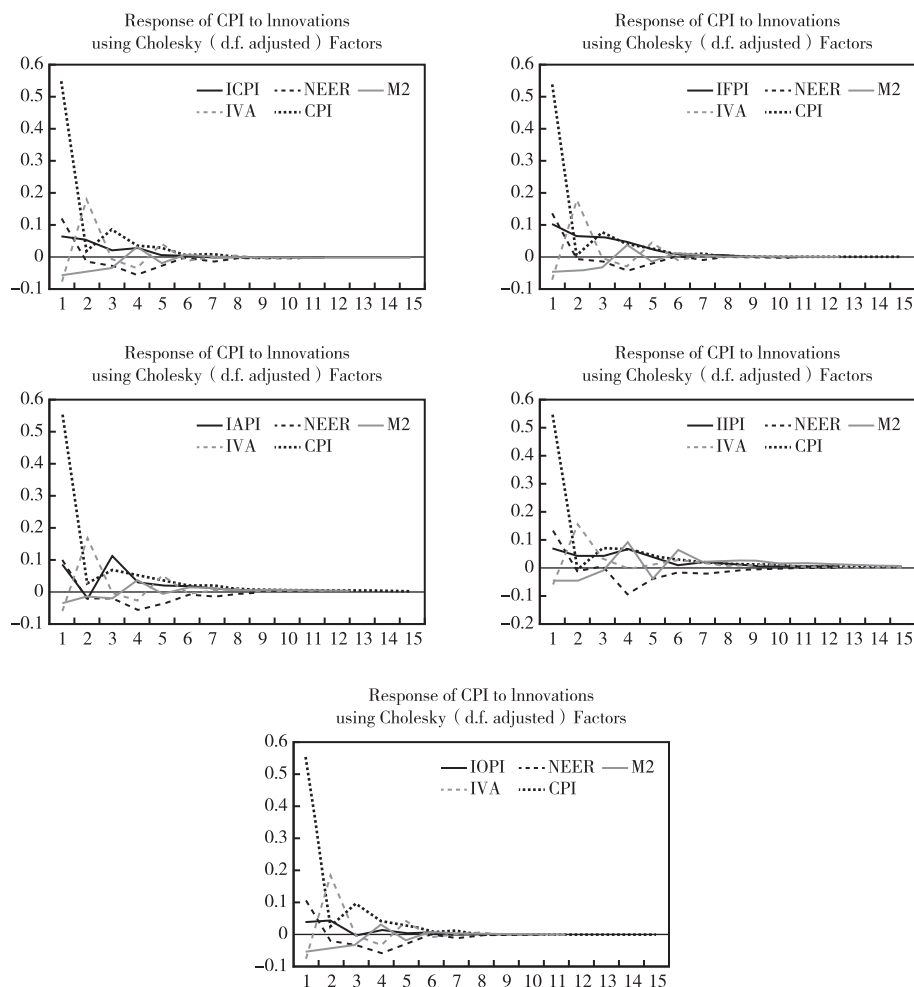 Response of CPI to Innovations
using Cholesky ( d.f. adjusted ) Factors
0.6
0.5
0.4
0.3
0.2
0.1
0
−0.1
ICPI NEER M2
IVA CPI
1 2 3 4 5 6 7 8 9 10 11 12 13 14 15
Response of CPI to Innovations
using Cholesky ( d.f. adjusted ) Factors
0.6
0.5
0.4
0.3
0.2
0.1
0
−0.1
IFPI NEER M2
IVA CPI
1 2 3 4 5 6 7 8 9 10 11 12 13 14 15
Response of CPI to Innovations
using Cholesky ( d.f. adjusted ) Factors
0.6
0.5
0.4
0.3
0.2
0.1
0
−0.1
IAPI NEER M2
IVA CPI
1 2 3 4 5 6 7 8 9 10 11 12 13 14 15
Response of CPI to Innovations
using Cholesky ( d.f. adjusted ) Factors
0.6
0.5
0.4
0.3
0.2
0.1
0
−0.1
−0.2
IIPI NEER M2
IVA CPI
1 2 3 4 5 6 7 8 9 10 11 12 13 14 15
Response of CPI to Innovations
using Cholesky ( d.f. adjusted ) Factors
0.6
0.5
0.4
0.3
0.2
0.1
0
−0.1
IOPI NEER M2
IVA CPI
1 2 3 4 5 6 7 8 9 10 11 12 13 14 15